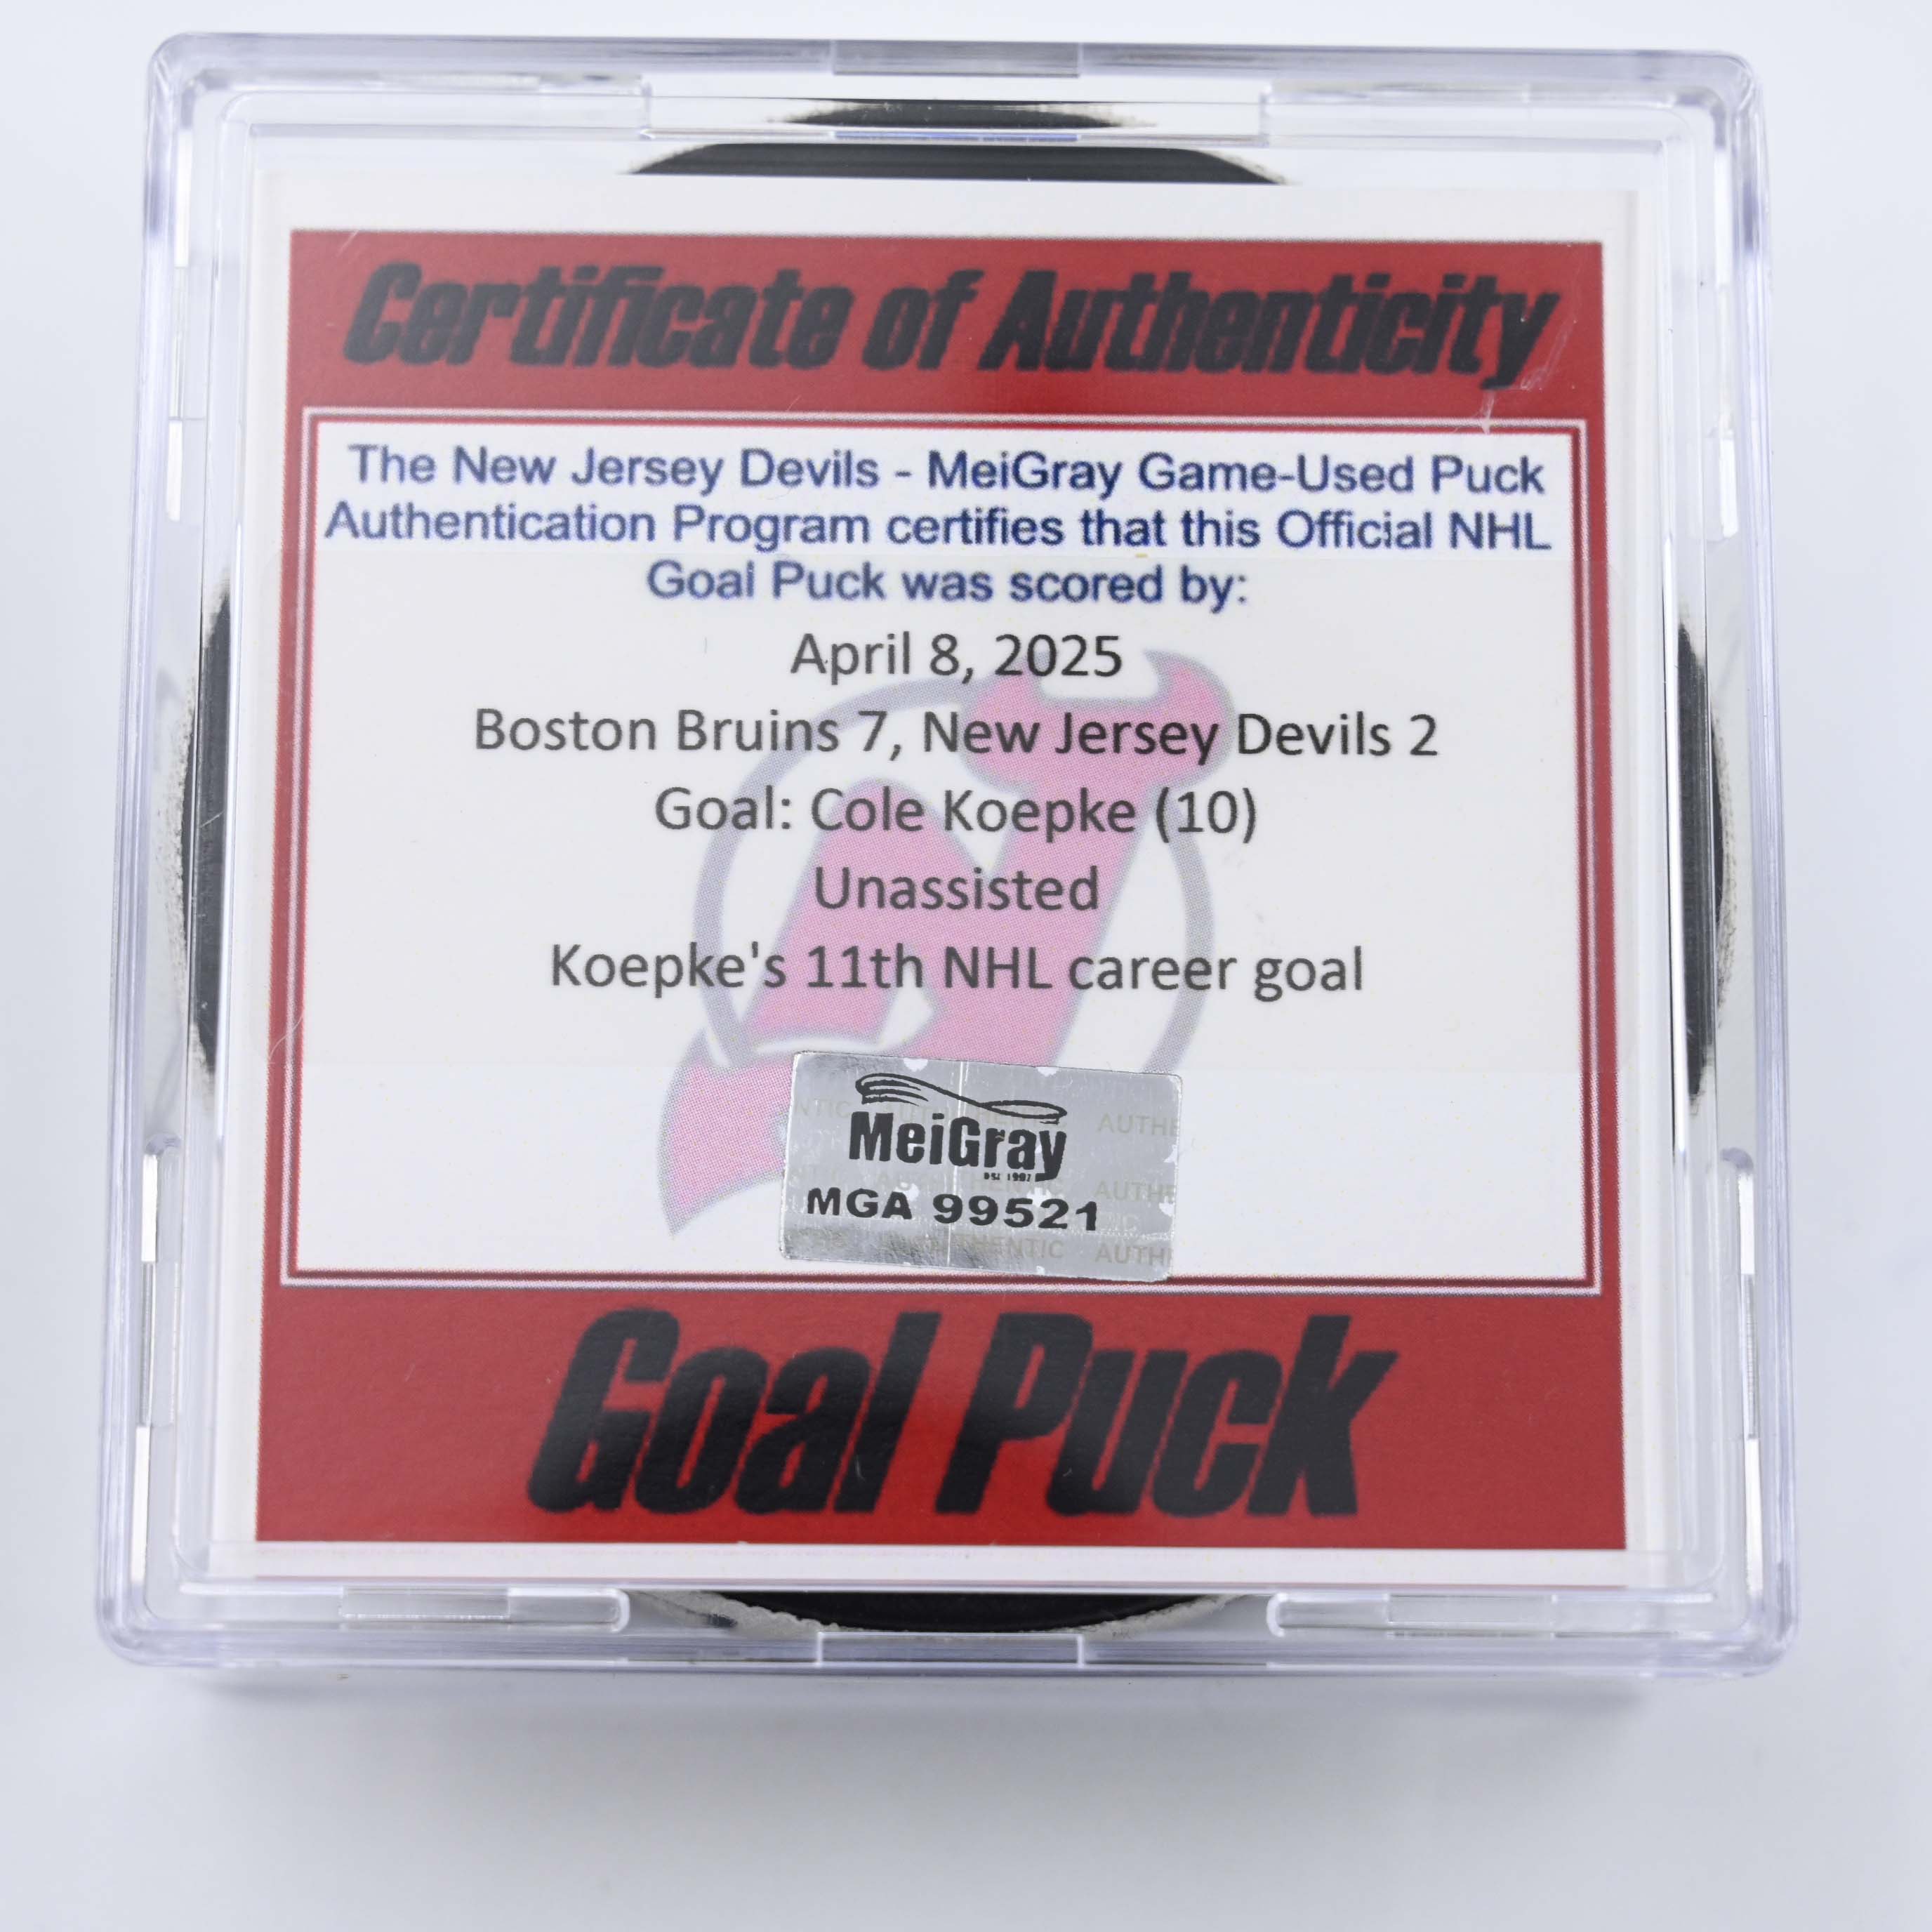 Certificate of Authenticity
The New Jersey Devils - MeiGray Game-Used Puck
Authentication Program certifies that this Official NHL
Goal Puck was scored by:
April 8, 2025
Boston Bruins 7, New Jersey Devils 2
Goal: Cole Koepke (10)
Unassisted
Koepke's 11th NHL career goal
MeiGray
EST. 1997
MGA 99521
Goal Puck